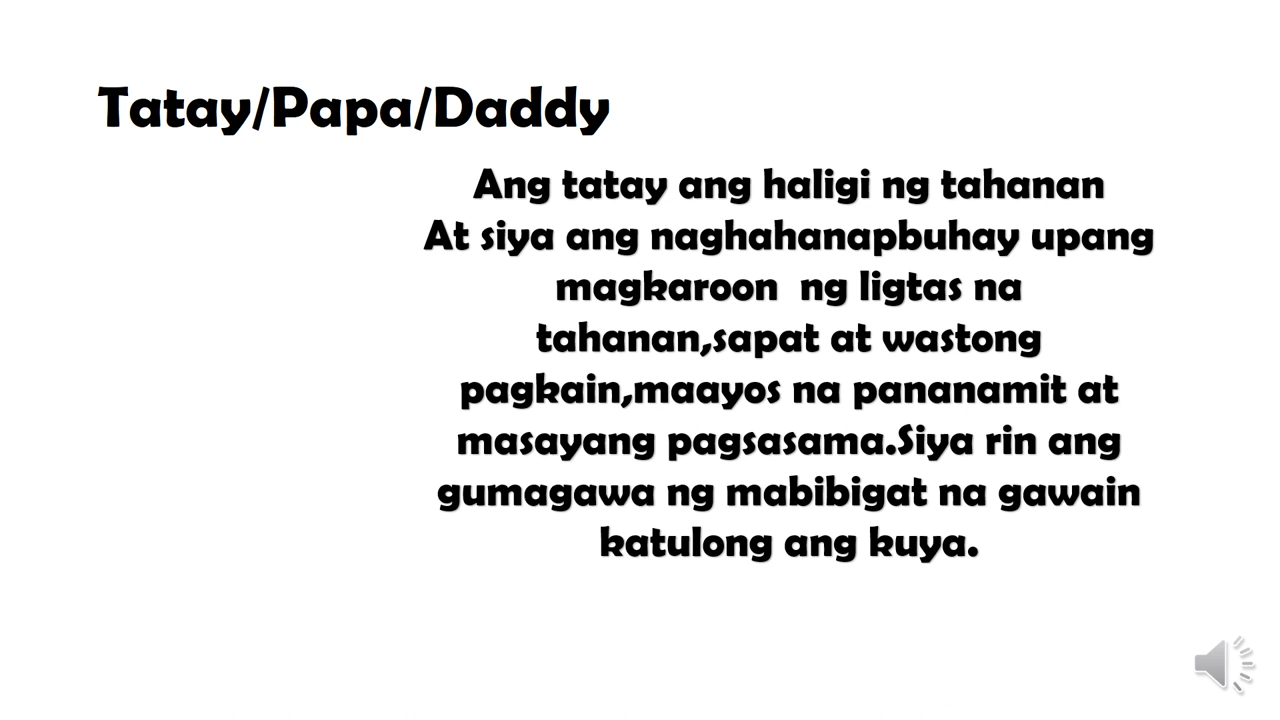 Tatay/Papa/Daddy
Ang tatay ang haligi ng tahanan
At siya ang naghahanapbuhay upang
magkaroon  ng ligtas na
tahanan,sapat at wastong
pagkain,maayos na pananamit at
masayang pagsasama.Siya rin ang
gumagawa ng mabibigat na gawain
katulong ang kuya.